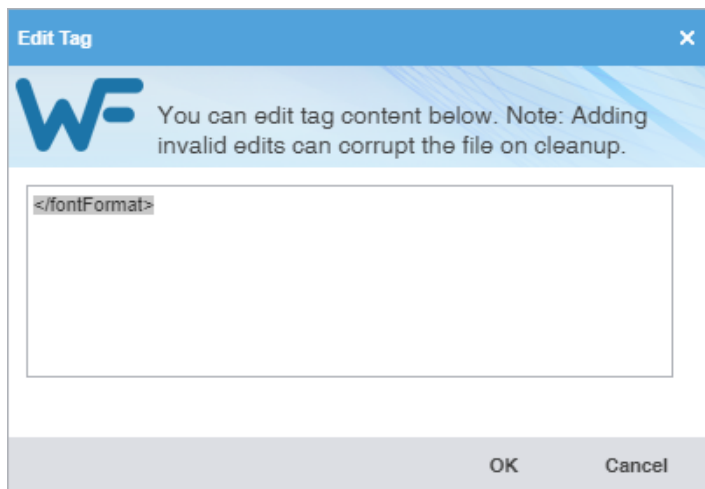 Edit Tag
WF
You can edit tag content below. Note: Adding
invalid edits can corrupt the file on cleanup.
</fontFormat>
OK Cancel